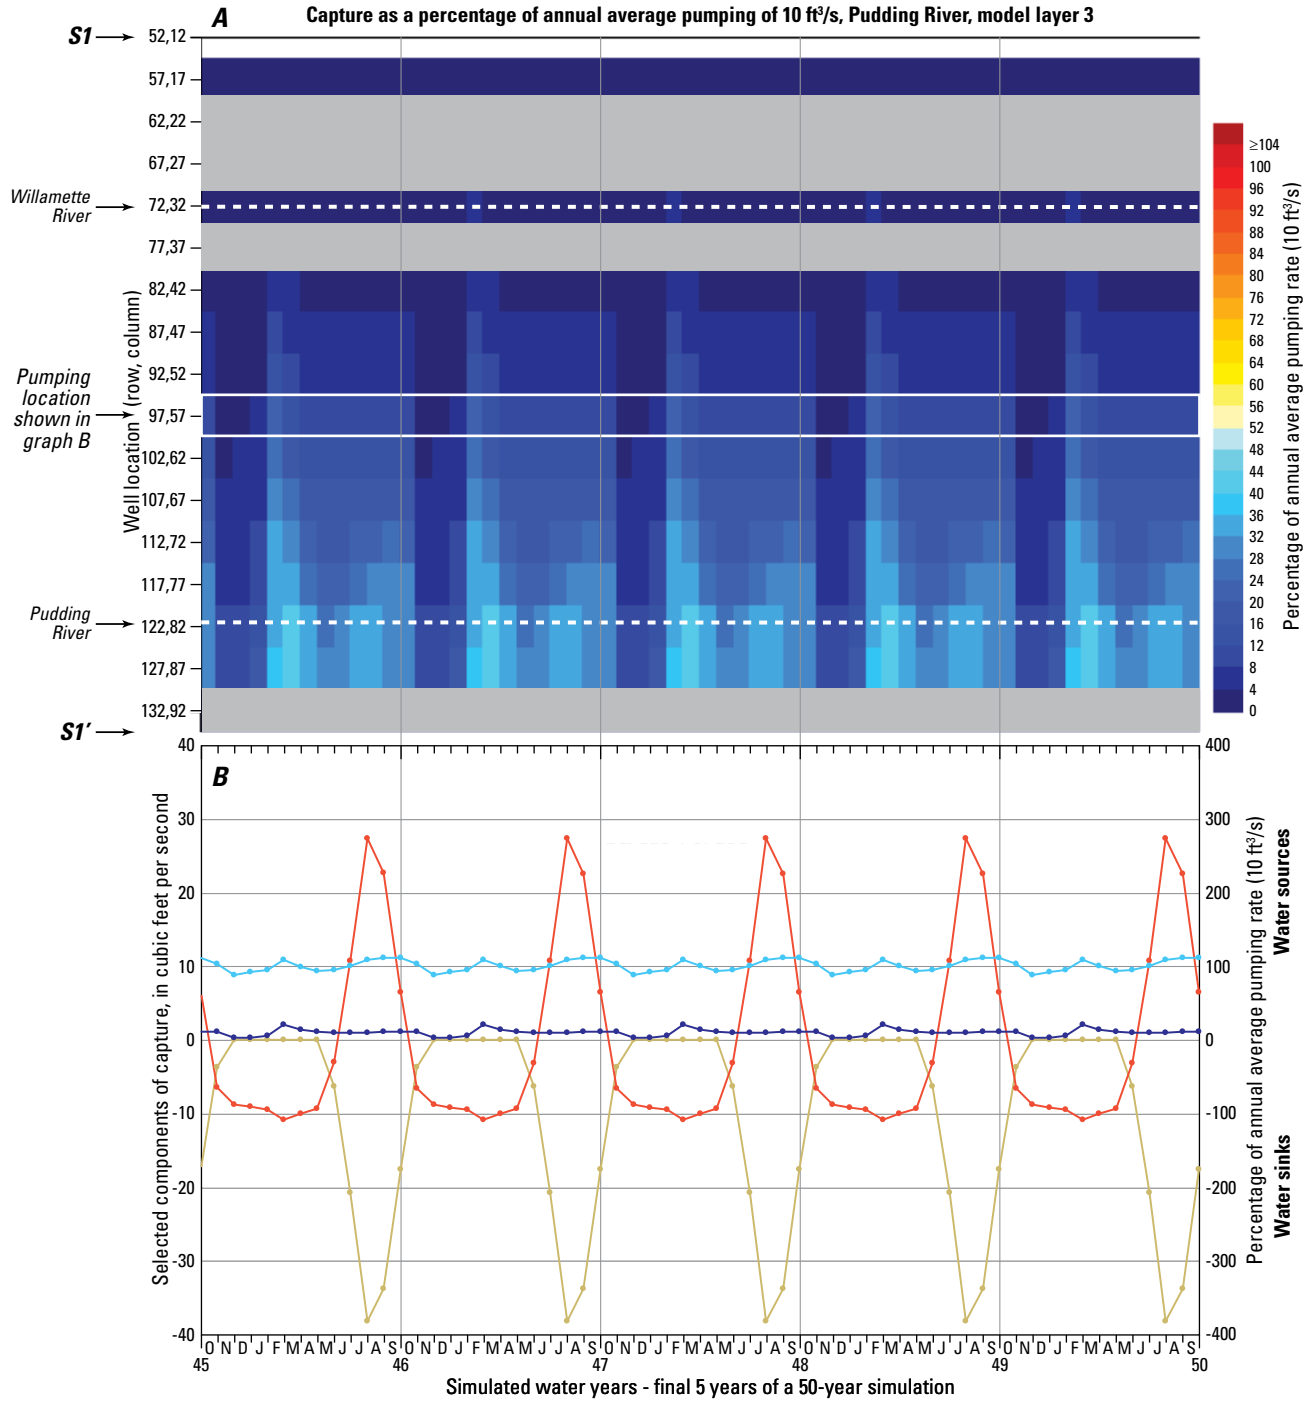 A
Capture as a percentage of annual average pumping of 10 ft³/s, Pudding River, model layer 3
S1
52,12
57,17
62,22
67,27
Willamette
River
72,32
77,37
82,42
87,47
92,52
Pumping
location
shown in
graph B
97,57
102,62
107,67
112,72
117,77
Pudding
River
122,82
127,87
132,92
S1′
Well location (row, column)
≥104
100
96
92
88
84
80
76
72
68
64
60
56
52
48
44
40
36
32
28
24
20
16
12
8
4
0
Percentage of annual average pumping rate (10 ft³/s)
B
40
30
20
10
0
-10
-20
-30
-40
Selected components of capture, in cubic feet per second
400
300
200
100
0
-100
-200
-300
-400
Percentage of annual average pumping rate (10 ft³/s)
Water sources
Water sinks
O N D J F M A M J J A S O N D J F M A M J J A S O N D J F M A M J J A S O N D J F M A M J J A S O N D J F M A M J J A S
45 46 47 48 49 50
Simulated water years - final 5 years of a 50-year simulation